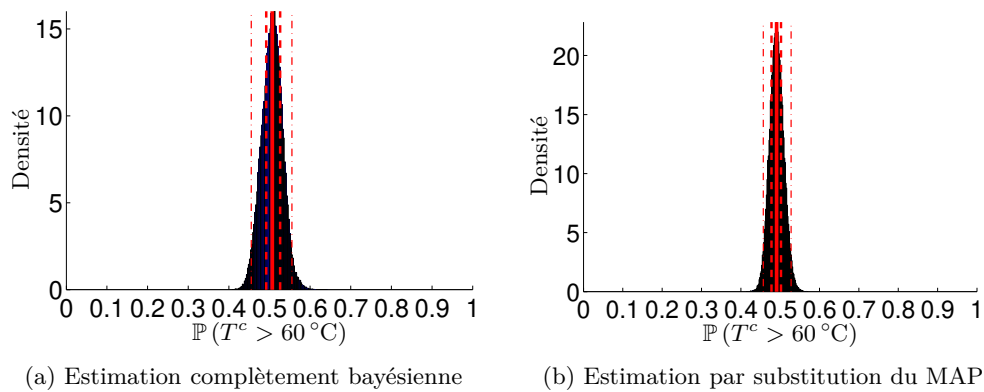 15
10
5
0
Densité
0 0.1 0.2 0.3 0.4 0.5 0.6 0.7 0.8 0.9 1
ℙ (Tᶜ > 60 °C)
(a) Estimation complètement bayésienne
20
15
10
5
0
Densité
0 0.1 0.2 0.3 0.4 0.5 0.6 0.7 0.8 0.9 1
ℙ (Tᶜ > 60 °C)
(b) Estimation par substitution du MAP